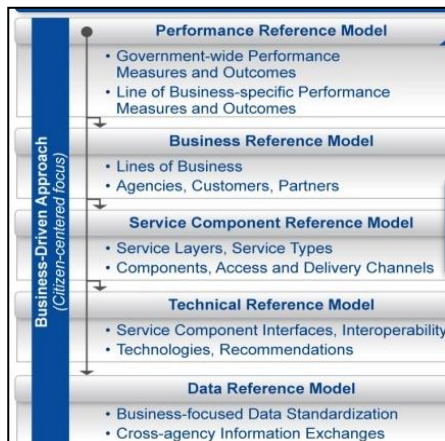 Business-Driven Approach
(Citizen-centered focus)
Performance Reference Model
• Government-wide Performance
Measures and Outcomes
• Line of Business-specific Performance
Measures and Outcomes
Business Reference Model
• Lines of Business
• Agencies, Customers, Partners
Service Component Reference Model
• Service Layers, Service Types
• Components, Access and Delivery Channels
Technical Reference Model
• Service Component Interfaces, Interoperability
• Technologies, Recommendations
Data Reference Model
• Business-focused Data Standardization
• Cross-agency Information Exchanges